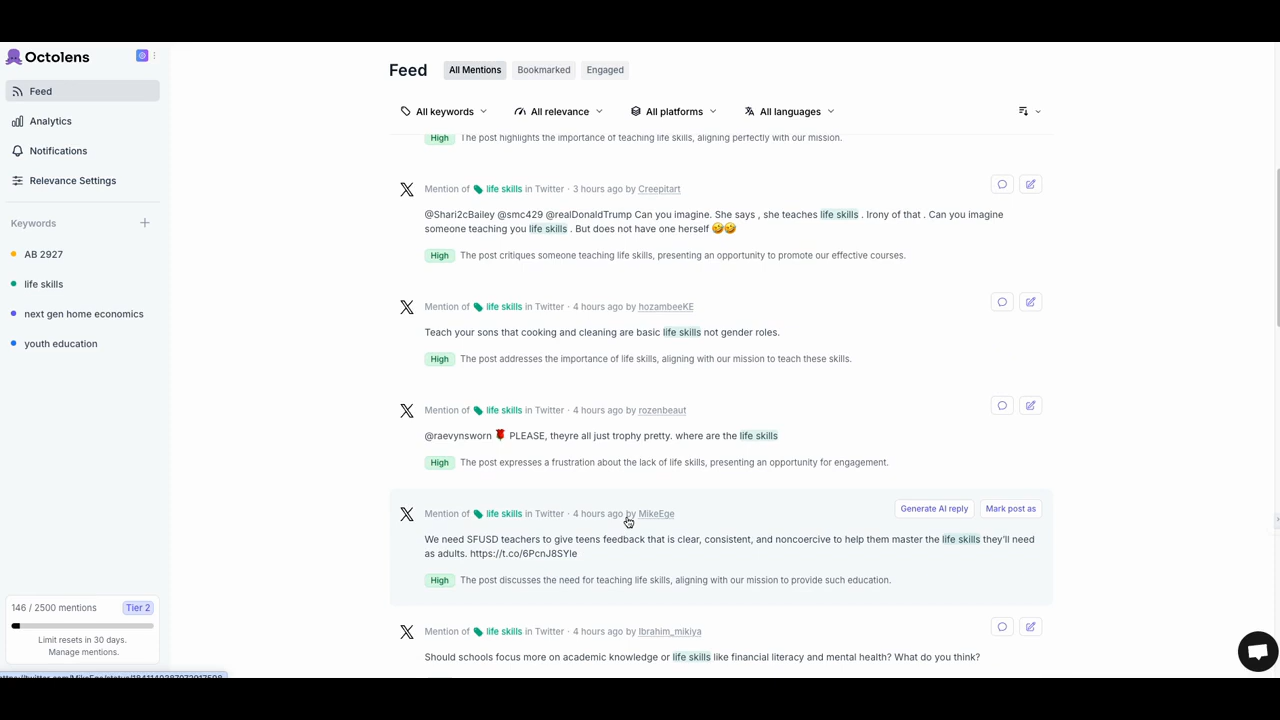 Octolens
Feed
Analytics
Notifications
Relevance Settings
Keywords
AB 2927
life skills
next gen home economics
youth education
146 / 2500 mentions Tier 2
Limit resets in 30 days.
Manage mentions.
Feed All Mentions Bookmarked Engaged
All keywords All relevance All platforms All languages
High The post highlights the importance of teaching life skills, aligning perfectly with our mission.
Mention of life skills in Twitter · 3 hours ago by Creepitart
@Shari2cBailey @smc429 @realDonaldTrump Can you imagine. She says , she teaches life skills . Irony of that . Can you imagine
someone teaching you life skills . But does not have one herself 🤣🤣
High The post critiques someone teaching life skills, presenting an opportunity to promote our effective courses.
Mention of life skills in Twitter · 4 hours ago by hozambeeKE
Teach your sons that cooking and cleaning are basic life skills not gender roles.
High The post addresses the importance of life skills, aligning with our mission to teach these skills.
Mention of life skills in Twitter · 4 hours ago by rozenbeaut
@raevynsworn 🌹 PLEASE, theyre all just trophy pretty. where are the life skills
High The post expresses a frustration about the lack of life skills, presenting an opportunity for engagement.
Mention of life skills in Twitter · 4 hours ago by MikeEge Generate AI reply Mark post as
We need SFUSD teachers to give teens feedback that is clear, consistent, and noncoercive to help them master the life skills they'll need
as adults. https://t.co/6PcnJ8SYle
High The post discusses the need for teaching life skills, aligning with our mission to provide such education.
Mention of life skills in Twitter · 4 hours ago by Ibrahim_mikiya
Should schools focus more on academic knowledge or life skills like financial literacy and mental health? What do you think?